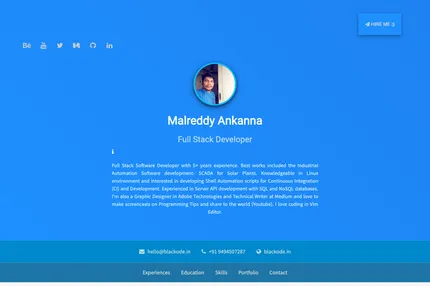 HIRE ME :)
Malreddy Ankanna
Full Stack Developer
Full Stack Software Developer with 5+ years experience. Best works included the Industrial
Automation Software development- SCADA for Solar Plants. Knowledgeable in Linux
environment and interested in developing Shell Automation scripts for Continuous Integration
(CI) and Development. Experienced in Server API development with SQL and NoSQL databases.
I'm also a Graphic Designer in Adobe Technologies and Technical Writer at Medium and love to
make screencasts on Programming Tips and share to the world (Youtube). I love coding in Vim
Editor.
hello@blackode.in +91 9494507287 blackode.in
Experiences Education Skills Portfolio Contact